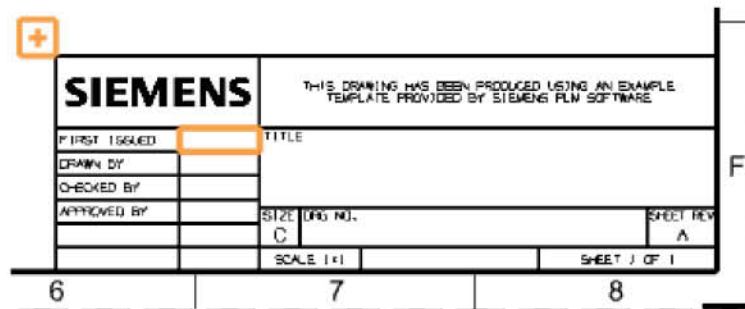 SIEMENS
THIS DRAWING HAS BEEN PRODUCED USING AN EXAMPLE
TEMPLATE PROVIDED BY SIEMENS PLM SOFTWARE
FIRST ISSUED
TITLE
DRAWN BY
F
CHECKED BY
APPROVED BY
SIZE DRG NO.
SHEET REV
C
A
SCALE 1:1
SHEET 1 OF 1
6 7 8